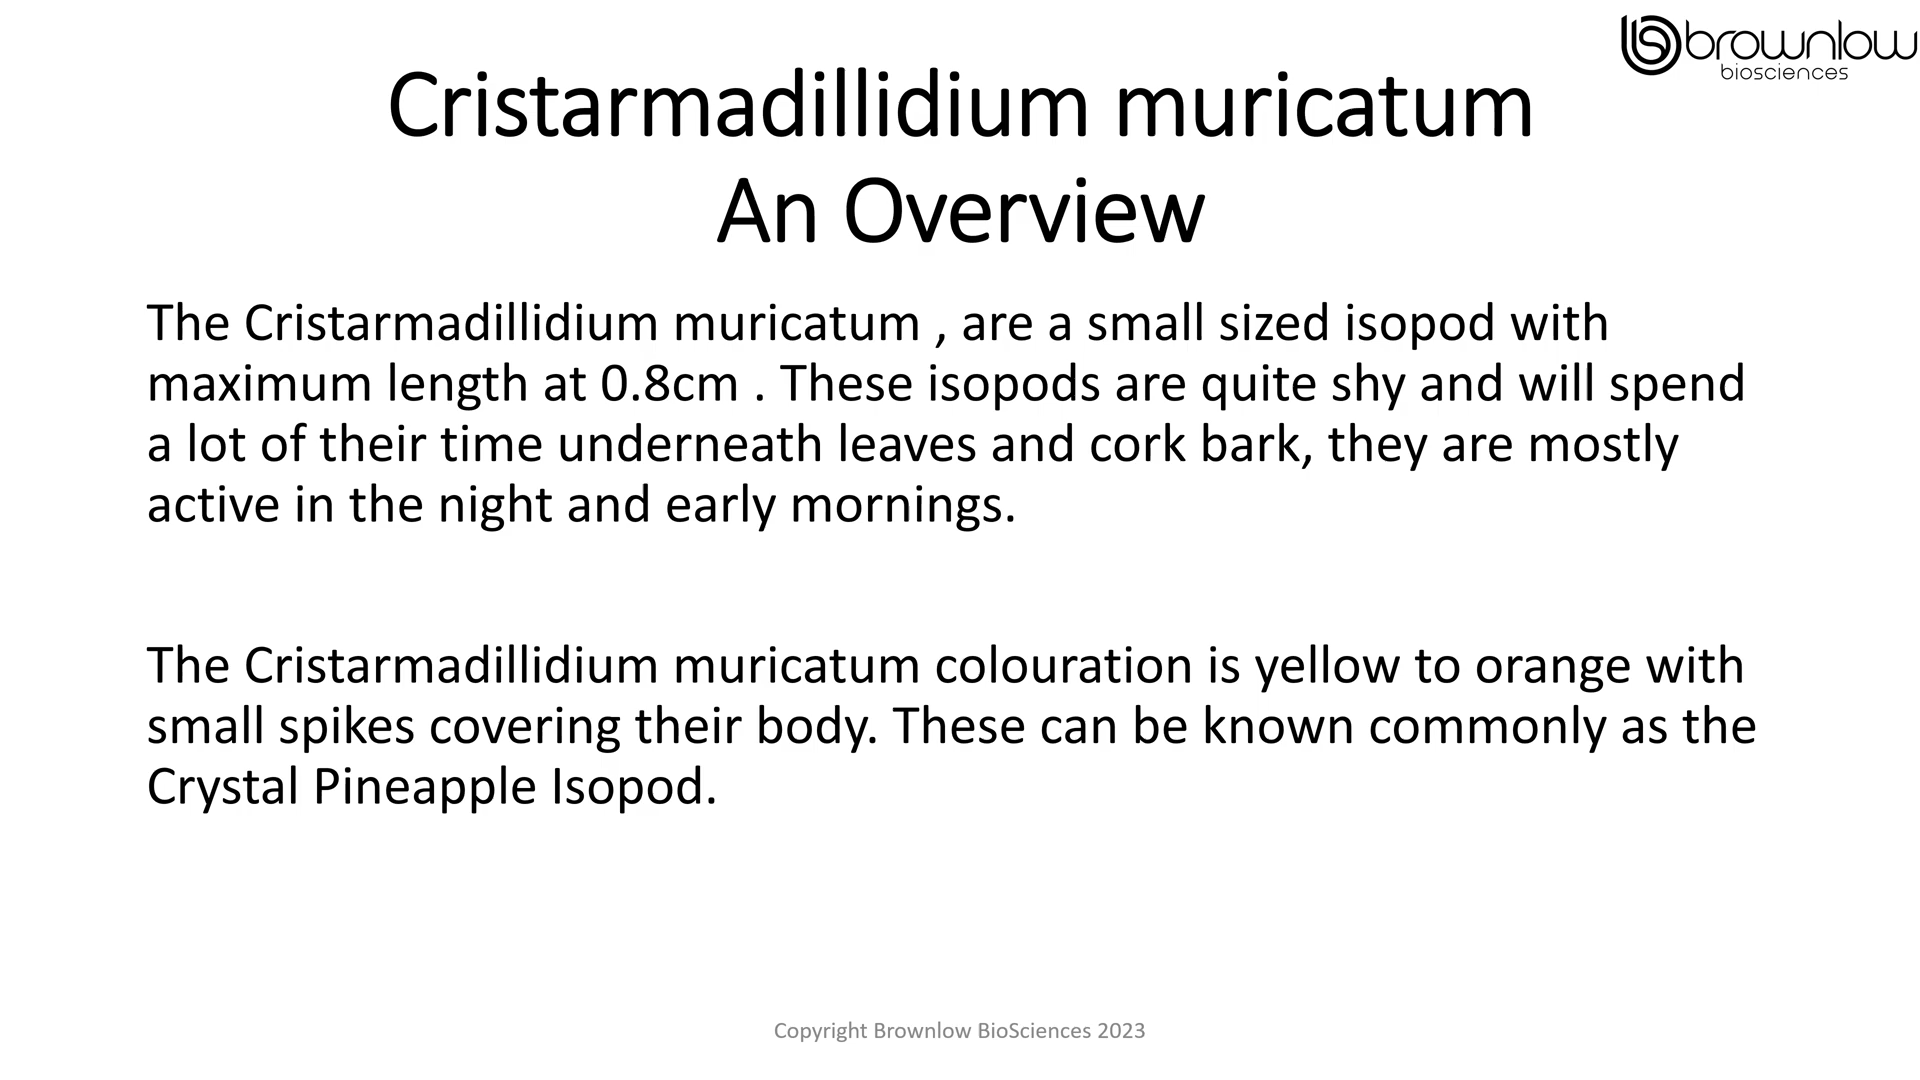 brownlow
biosciences
Cristarmadillidium muricatum
An Overview
The Cristarmadillidium muricatum , are a small sized isopod with
maximum length at 0.8cm . These isopods are quite shy and will spend
a lot of their time underneath leaves and cork bark, they are mostly
active in the night and early mornings.
The Cristarmadillidium muricatum colouration is yellow to orange with
small spikes covering their body. These can be known commonly as the
Crystal Pineapple Isopod.
Copyright Brownlow BioSciences 2023